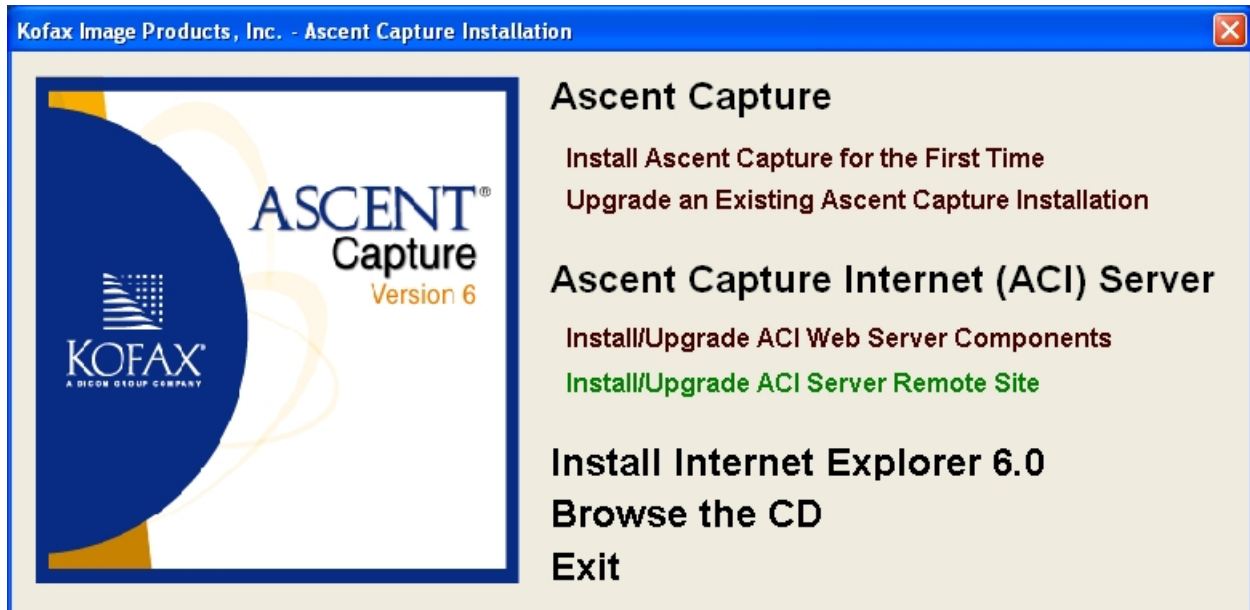 Kofax Image Products, Inc. - Ascent Capture Installation
ASCENT®
Capture
Version 6
KOFAX
A DICOM GROUP COMPANY
Ascent Capture
Install Ascent Capture for the First Time
Upgrade an Existing Ascent Capture Installation
Ascent Capture Internet (ACI) Server
Install/Upgrade ACI Web Server Components
Install/Upgrade ACI Server Remote Site
Install Internet Explorer 6.0
Browse the CD
Exit